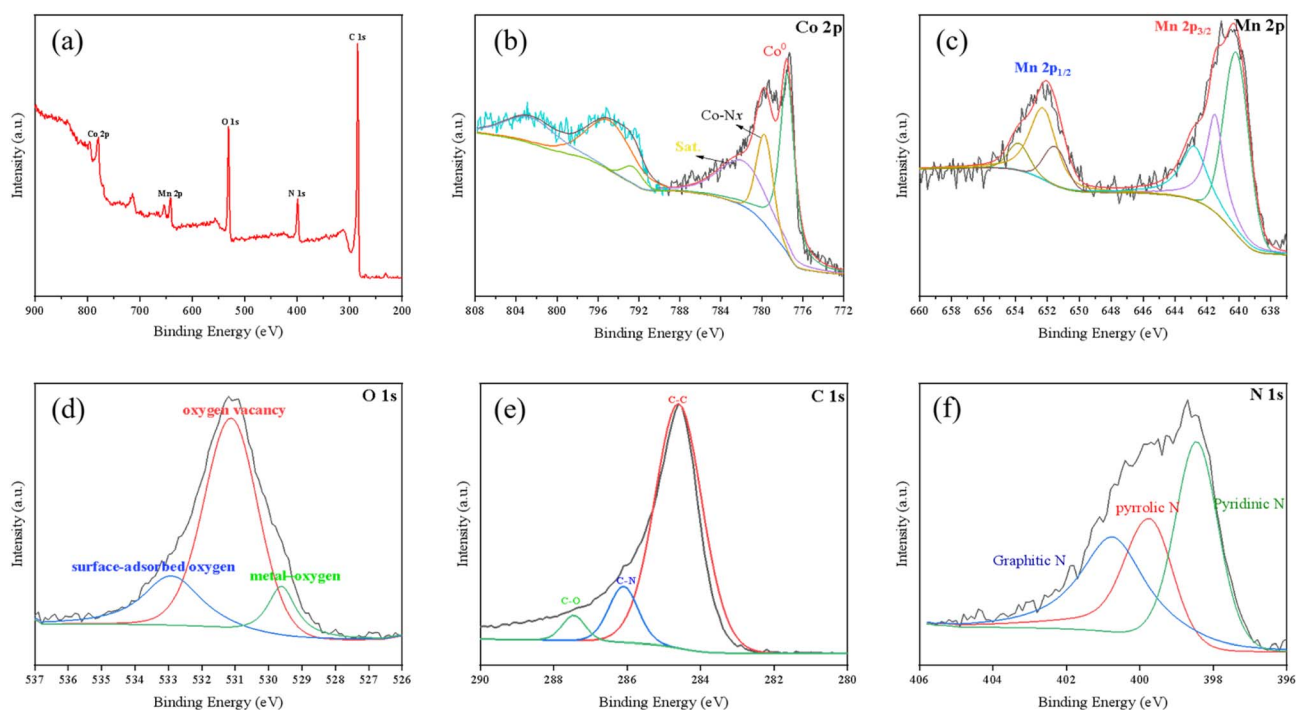 (a)
C 1s
O 1s
Co 2p
Mn 2p
N 1s
Intensity (a.u.)
900 800 700 600 500 400 300 200
Binding Energy (eV)
(b)
Co 2p
Co⁰
Co-Nx
Sat.
Intensity (a.u.)
808 804 800 796 792 788 784 780 776 772
Binding Energy (eV)
(c)
Mn 2p₃/₂
Mn 2p
Mn 2p₁/₂
Intensity (a.u.)
660 658 656 654 652 650 648 646 644 642 640 638
Binding Energy (eV)
(d)
O 1s
oxygen vacancy
surface-adsorbed oxygen
metal–oxygen
Intensity (a.u.)
537 536 535 534 533 532 531 530 529 528 527 526
Binding Energy (eV)
(e)
C 1s
C-C
C-N
C-O
Intensity (a.u.)
290 288 286 284 282 280
Binding Energy (eV)
(f)
N 1s
pyrrolic N
Pyridinic N
Graphitic N
Intensity (a.u.)
406 404 402 400 398 396
Binding Energy (eV)